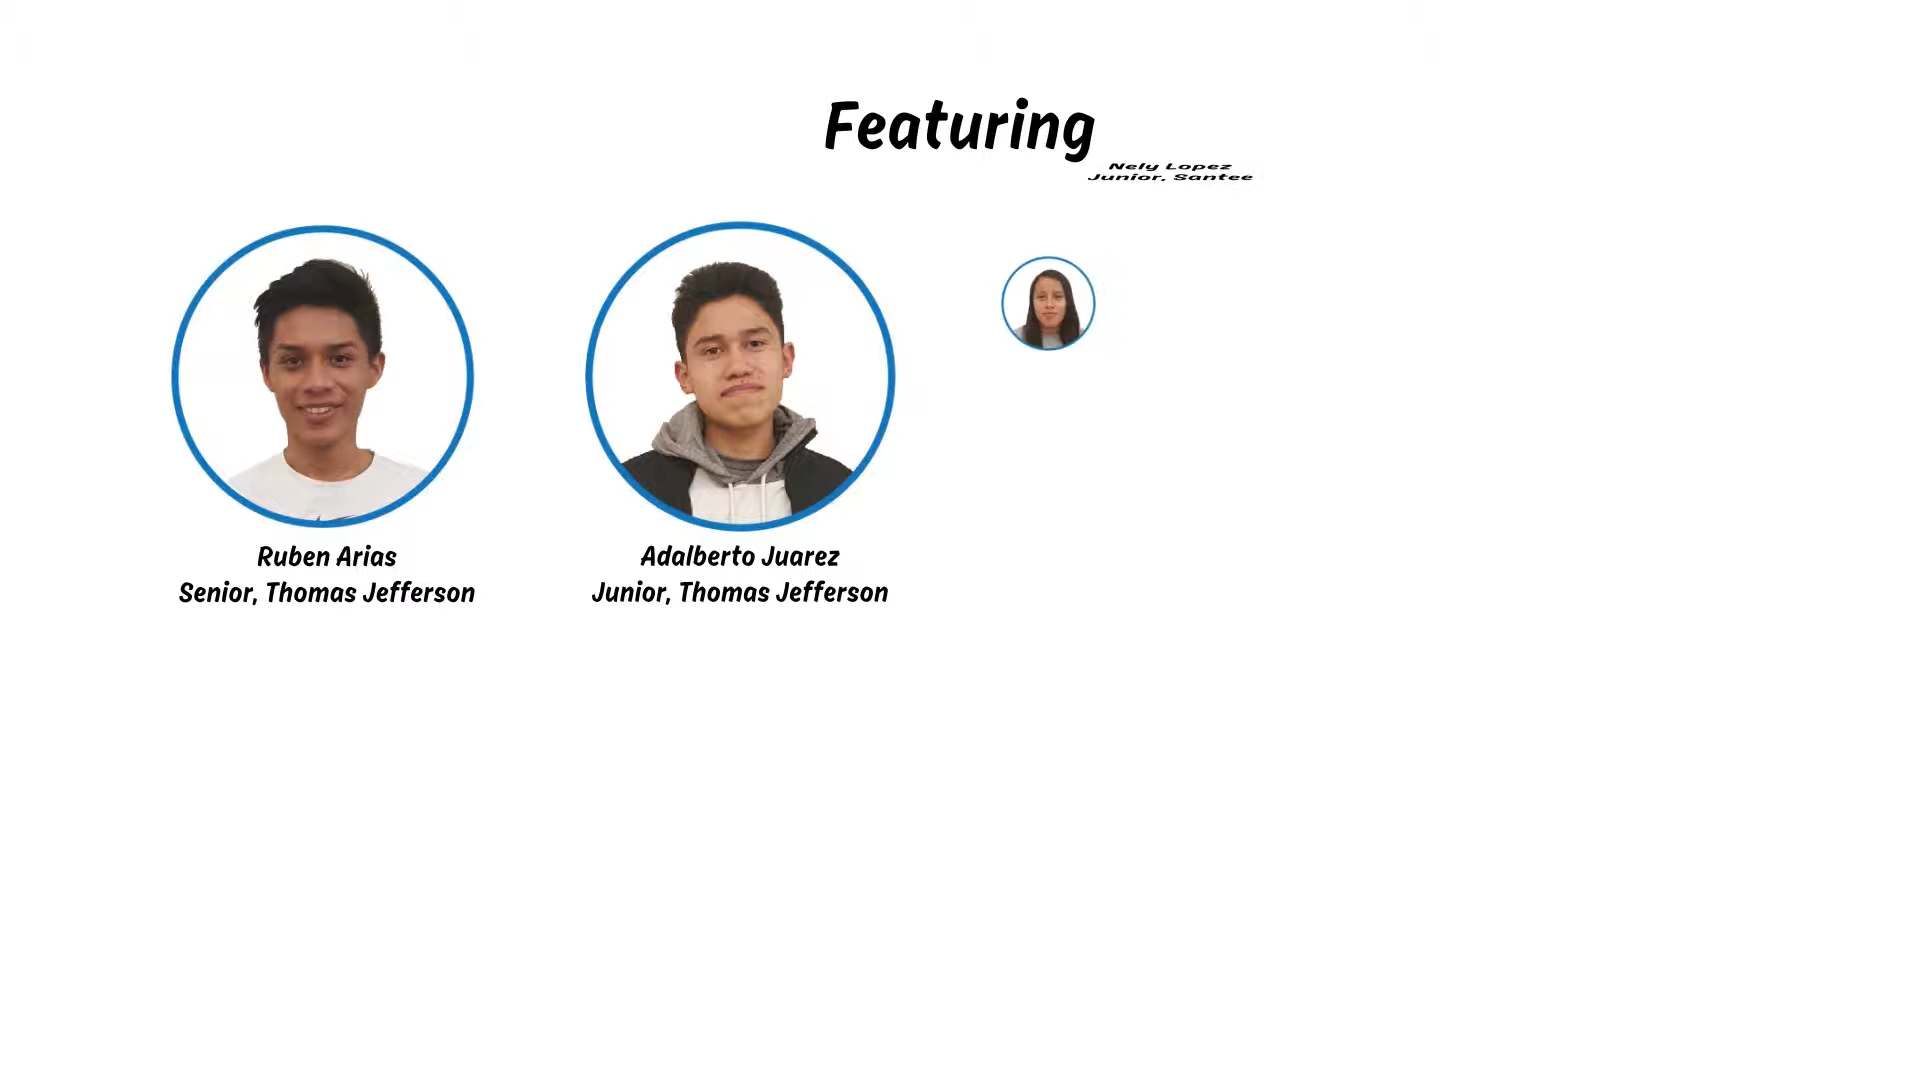 Featuring
Nely Lopez
Junior, Santee
Ruben Arias
Senior, Thomas Jefferson
Adalberto Juarez
Junior, Thomas Jefferson